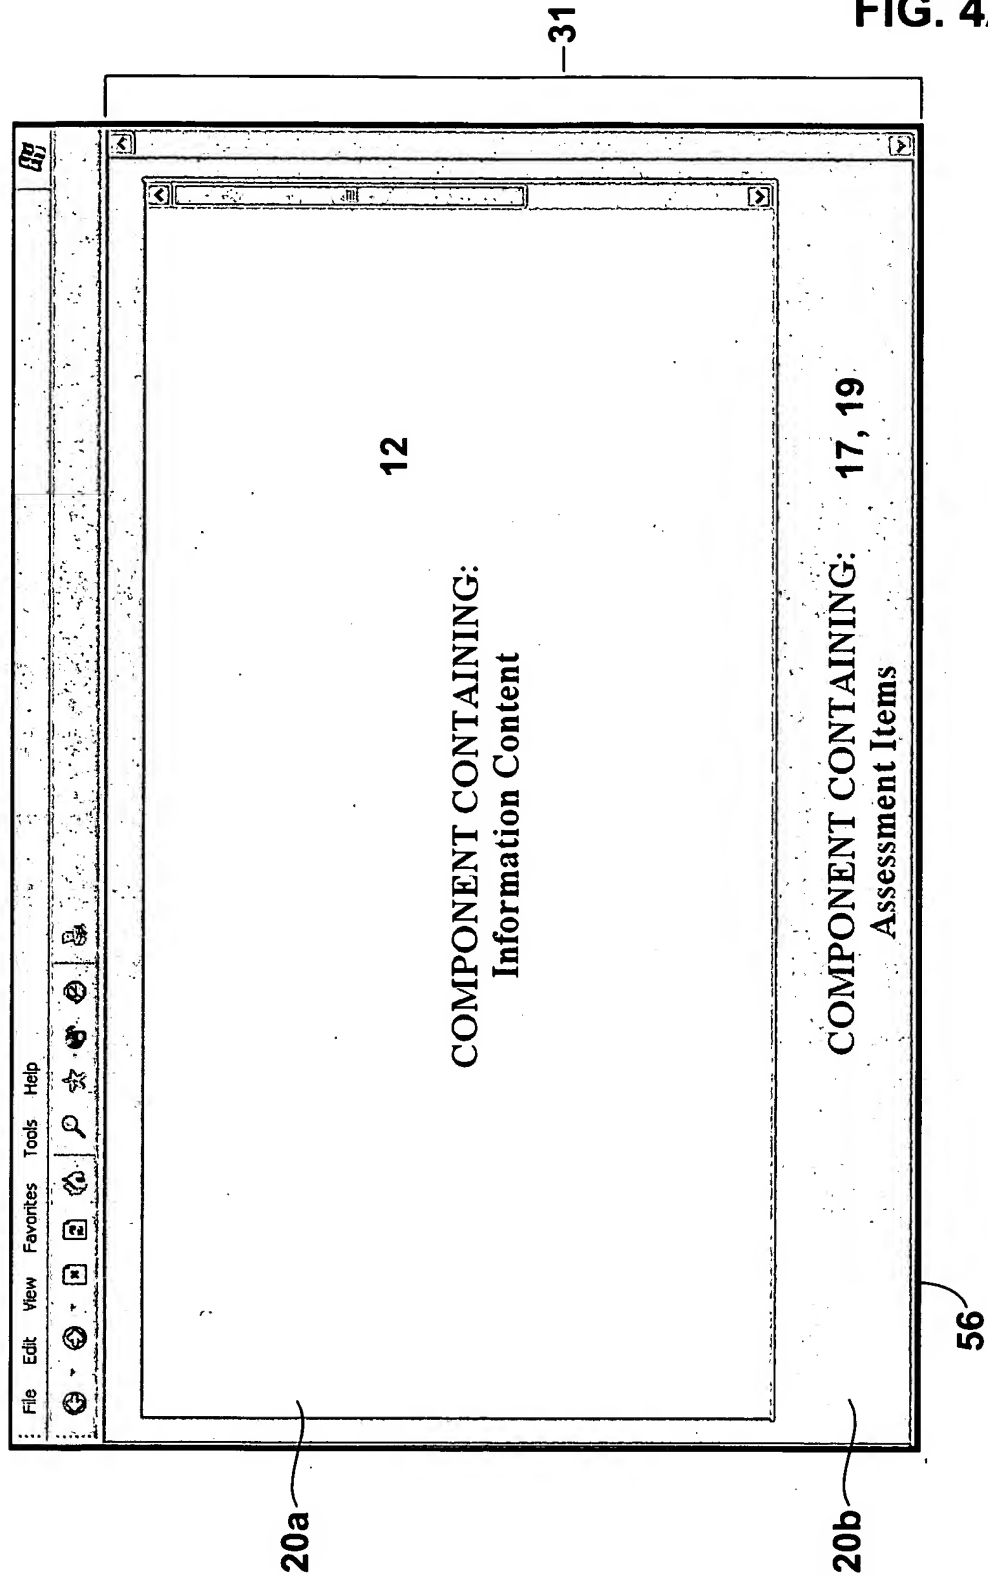 FIG. 4
31
File Edit View Favorites Tools Help
12
COMPONENT CONTAINING:
Information Content
20a
COMPONENT CONTAINING: 17, 19
Assessment Items
20b
56